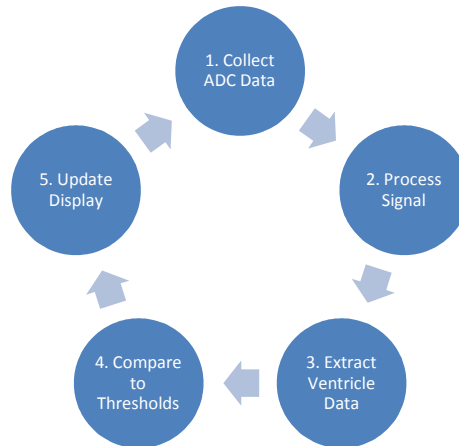 1. Collect
ADC Data
2. Process
Signal
3. Extract
Ventricle
Data
4. Compare
to
Thresholds
5. Update
Display